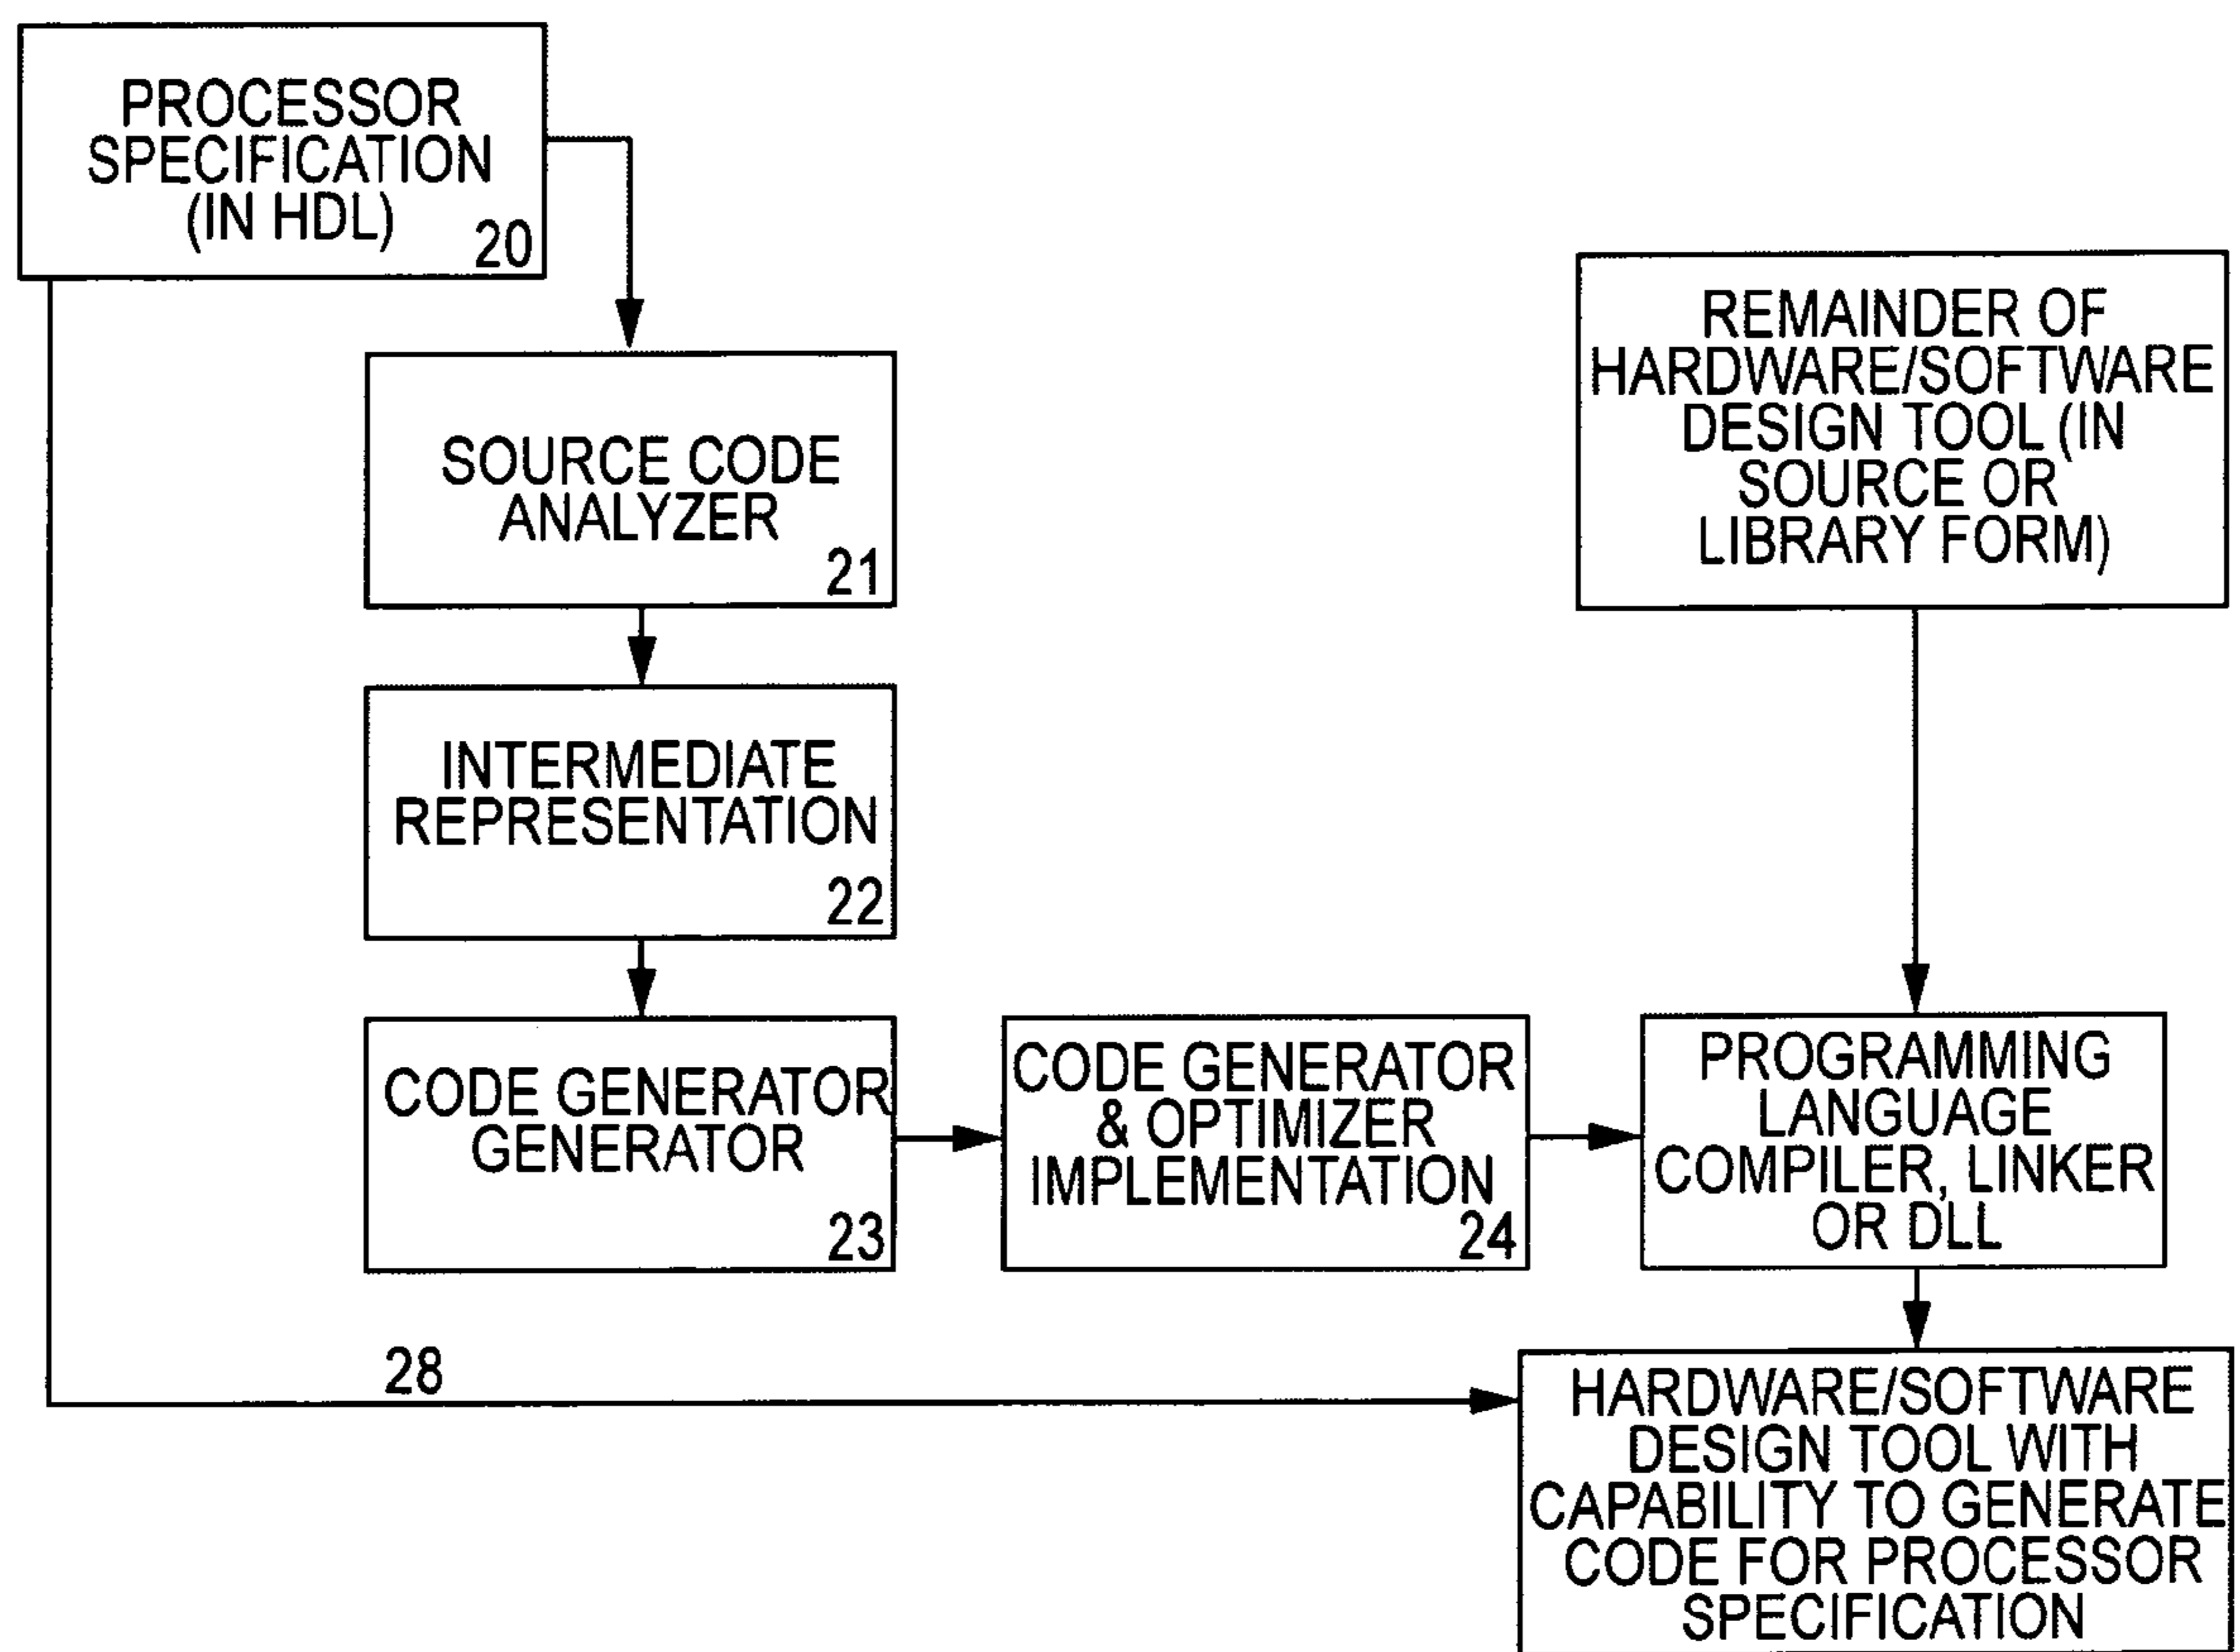 PROCESSOR
SPECIFICATION
(IN HDL)
20
SOURCE CODE
ANALYZER
21
INTERMEDIATE
REPRESENTATION
22
CODE GENERATOR
GENERATOR
23
CODE GENERATOR
& OPTIMIZER
IMPLEMENTATION
24
REMAINDER OF
HARDWARE/SOFTWARE
DESIGN TOOL (IN
SOURCE OR
LIBRARY FORM)
PROGRAMMING
LANGUAGE
COMPILER, LINKER
OR DLL
28
HARDWARE/SOFTWARE
DESIGN TOOL WITH
CAPABILITY TO GENERATE
CODE FOR PROCESSOR
SPECIFICATION